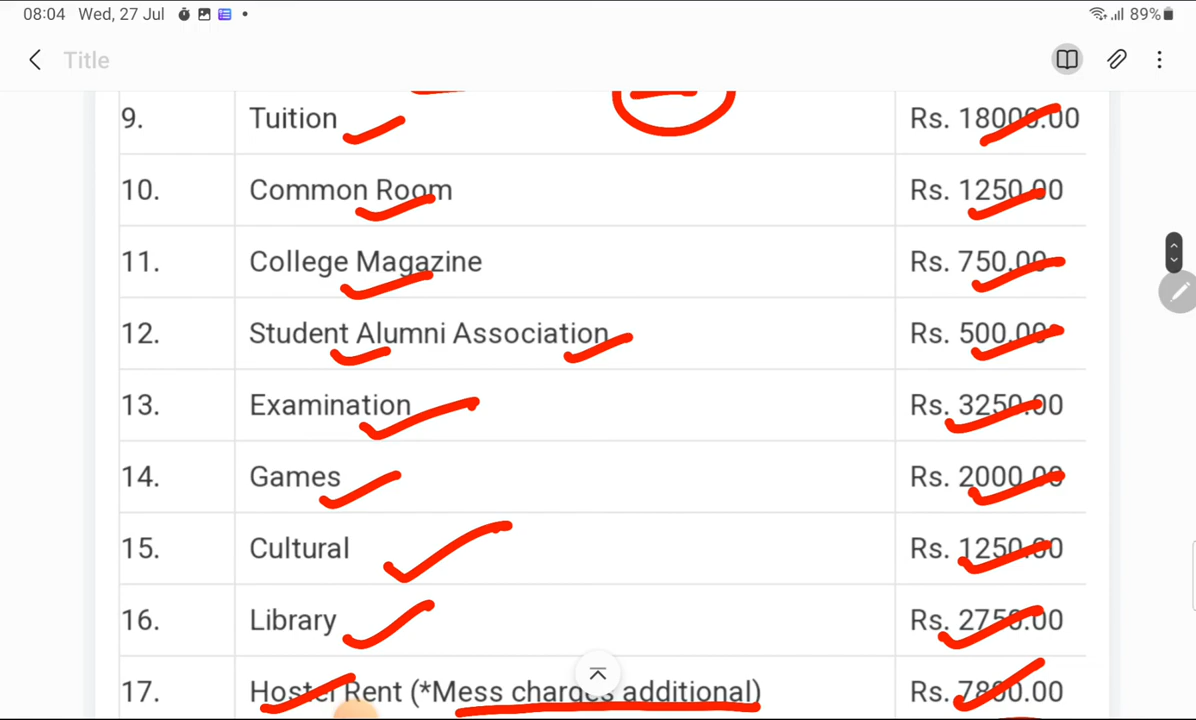 08:04 Wed, 27 Jul
89%
Title
9. Tuition Rs. 18000.00
10. Common Room Rs. 1250.00
11. College Magazine Rs. 750.00
12. Student Alumni Association Rs. 500.00
13. Examination Rs. 3250.00
14. Games Rs. 2000.00
15. Cultural Rs. 1250.00
16. Library Rs. 2750.00
17. Hostel Rent (*Mess charges additional) Rs. 7800.00